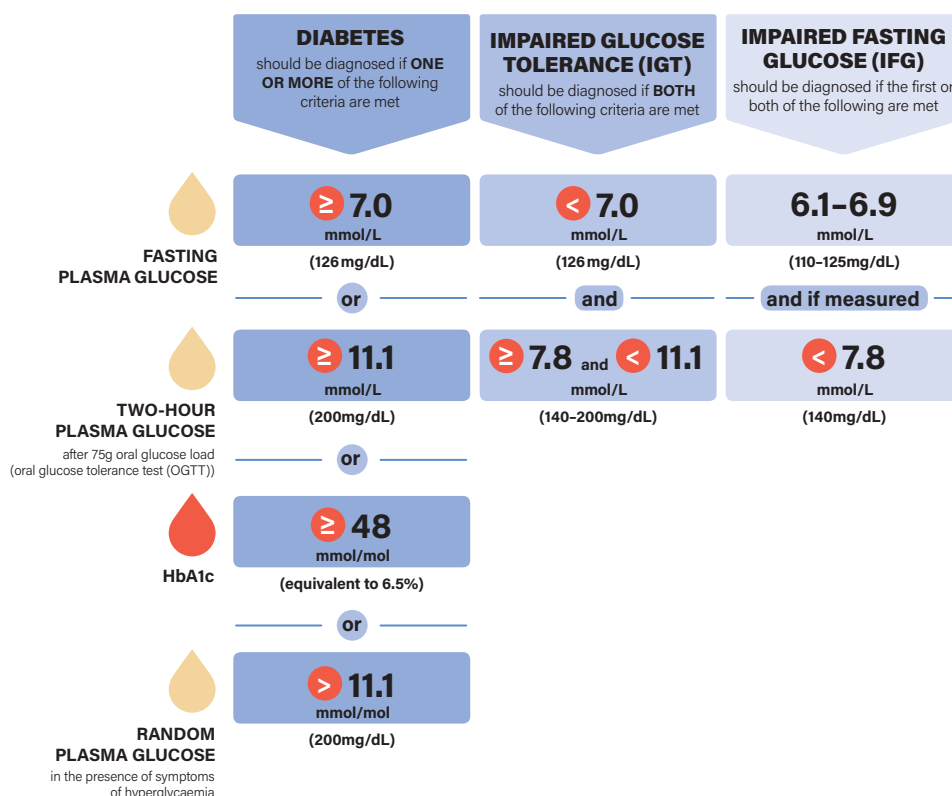 DIABETES
should be diagnosed if ONE
OR MORE of the following
criteria are met
IMPAIRED GLUCOSE
TOLERANCE (IGT)
should be diagnosed if BOTH
of the following criteria are met
IMPAIRED FASTING
GLUCOSE (IFG)
should be diagnosed if the first or
both of the following are met
FASTING
PLASMA GLUCOSE
≥ 7.0
mmol/L
(126 mg/dL)
< 7.0
mmol/L
(126 mg/dL)
6.1–6.9
mmol/L
(110–125mg/dL)
or
and
and if measured
TWO-HOUR
PLASMA GLUCOSE
after 75g oral glucose load
(oral glucose tolerance test (OGTT))
≥ 11.1
mmol/L
(200mg/dL)
≥ 7.8 and < 11.1
mmol/L
(140–200mg/dL)
< 7.8
mmol/L
(140mg/dL)
or
HbA1c
≥ 48
mmol/mol
(equivalent to 6.5%)
or
RANDOM
PLASMA GLUCOSE
in the presence of symptoms
of hyperglycaemia
> 11.1
mmol/mol
(200mg/dL)